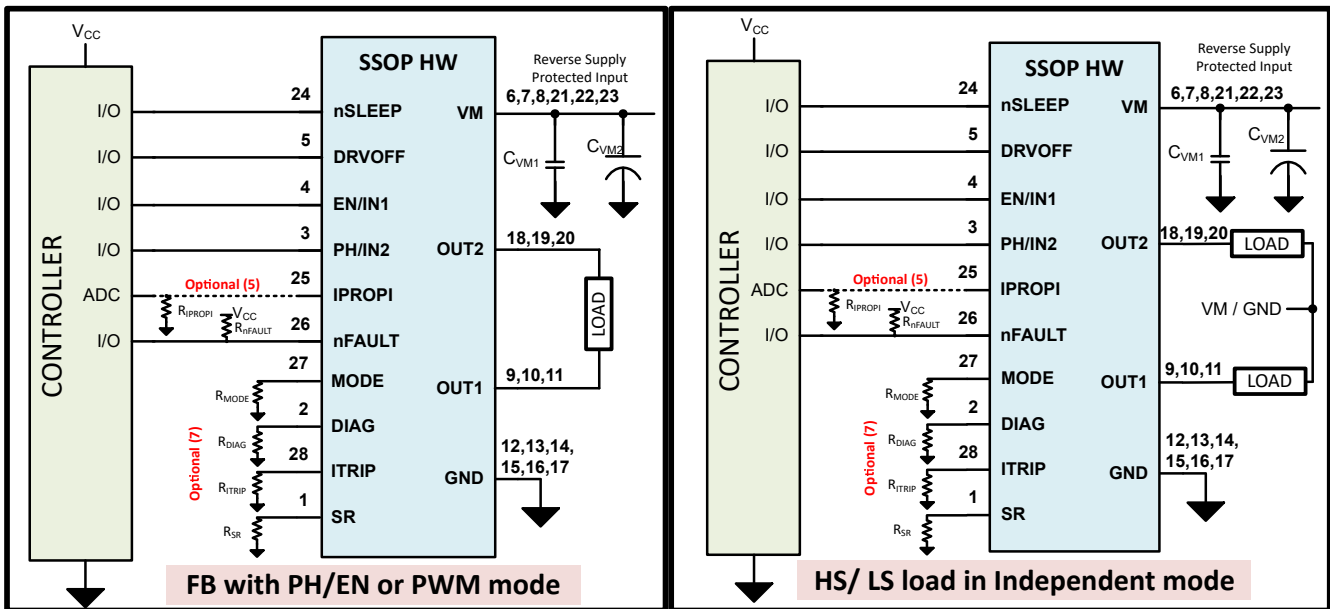 VCC
SSOP HW
CONTROLLER
I/O
24
nSLEEP
I/O
5
DRVOFF
I/O
4
EN/IN1
I/O
3
PH/IN2
ADC
Optional (5)
25
IPROPI
RIPROPI
VCC
RnFAULT
I/O
26
nFAULT
27
MODE
RMODE
2
DIAG
RDIAG
Optional (7)
28
ITRIP
RITRIP
1
SR
RSR
Reverse Supply
Protected Input
VM
6,7,8,21,22,23
CVM1
CVM2
OUT2
18,19,20
LOAD
OUT1
9,10,11
GND
12,13,14,
15,16,17
FB with PH/EN or PWM mode
VCC
SSOP HW
CONTROLLER
I/O
24
nSLEEP
I/O
5
DRVOFF
I/O
4
EN/IN1
I/O
3
PH/IN2
ADC
Optional (5)
25
IPROPI
RIPROPI
VCC
RnFAULT
I/O
26
nFAULT
27
MODE
RMODE
2
DIAG
RDIAG
Optional (7)
28
ITRIP
RITRIP
1
SR
RSR
Reverse Supply
Protected Input
VM
6,7,8,21,22,23
CVM1
CVM2
OUT2
18,19,20
LOAD
VM / GND
OUT1
9,10,11
LOAD
GND
12,13,14,
15,16,17
HS/ LS load in Independent mode